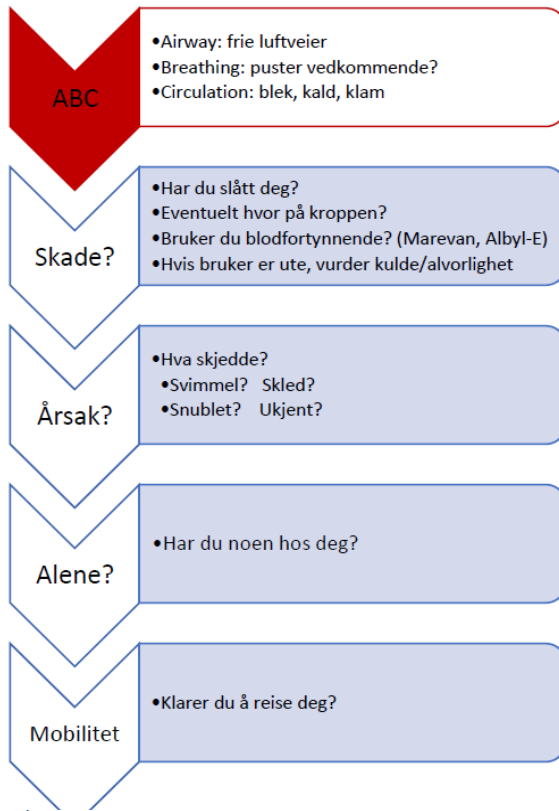 ABC
•Airway: frie luftveier
•Breathing: puster vedkommende?
•Circulation: blek, kald, klam
Skade?
•Har du slått deg?
•Eventuelt hvor på kroppen?
•Bruker du blodfortynnende? (Marevan, Albyl-E)
•Hvis bruker er ute, vurder kulde/alvorlighet
Årsak?
•Hva skjedde?
•Svimmel? Skled?
•Snublet? Ukjent?
Alene?
•Har du noen hos deg?
Mobilitet
•Klarer du å reise deg?